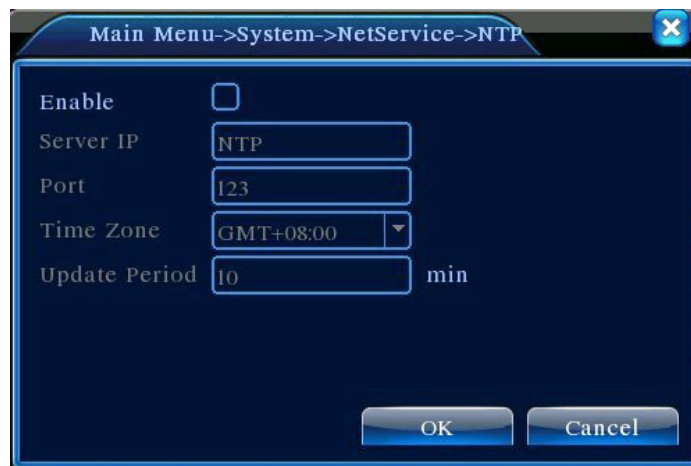 Main Menu->System->NetService->NTP
Enable
Server IP NTP
Port 123
Time Zone GMT+08:00
Update Period 10 min
OK Cancel